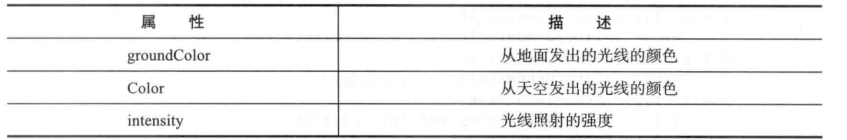 属 性 描 述
groundColor 从地面发出的光线的颜色
Color 从天空发出的光线的颜色
intensity 光线照射的强度